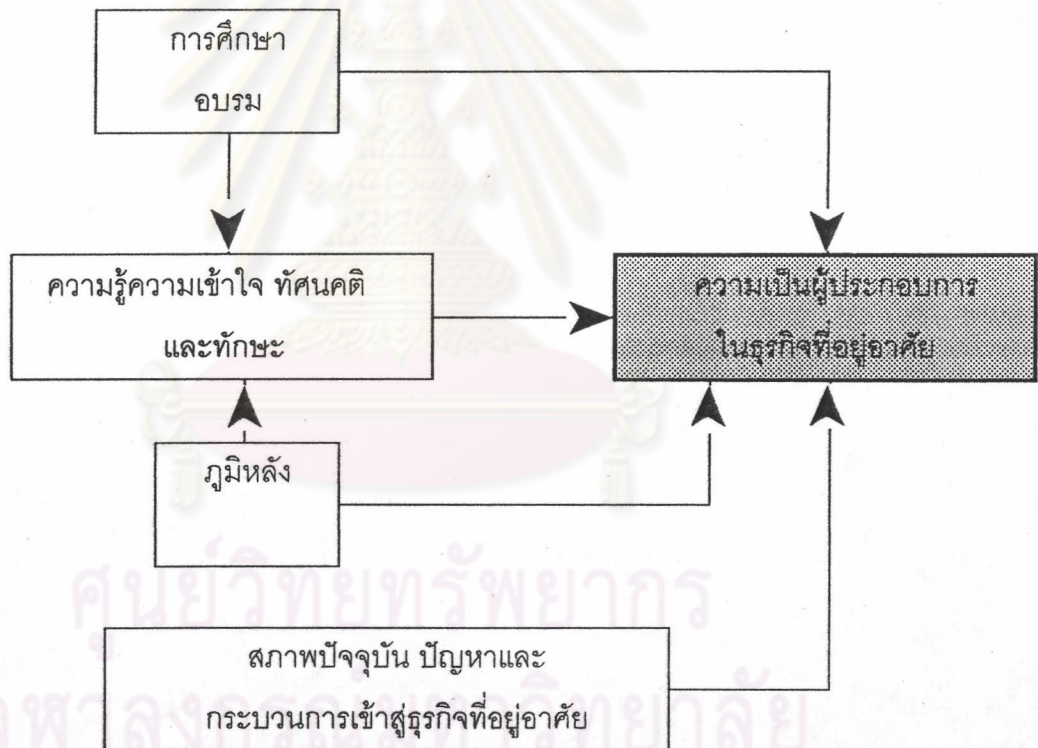 การศึกษา
อบรม
ความรู้ความเข้าใจ ทัศนคติ
และทักษะ
ความเป็นผู้ประกอบการ
ในธุรกิจที่อยู่อาศัย
ภูมิหลัง
ศูนย์วิทยทรัพยากร
สภาพปัจจุบัน ปัญหาและ
กระบวนการเข้าสู่ธุรกิจที่อยู่อาศัย